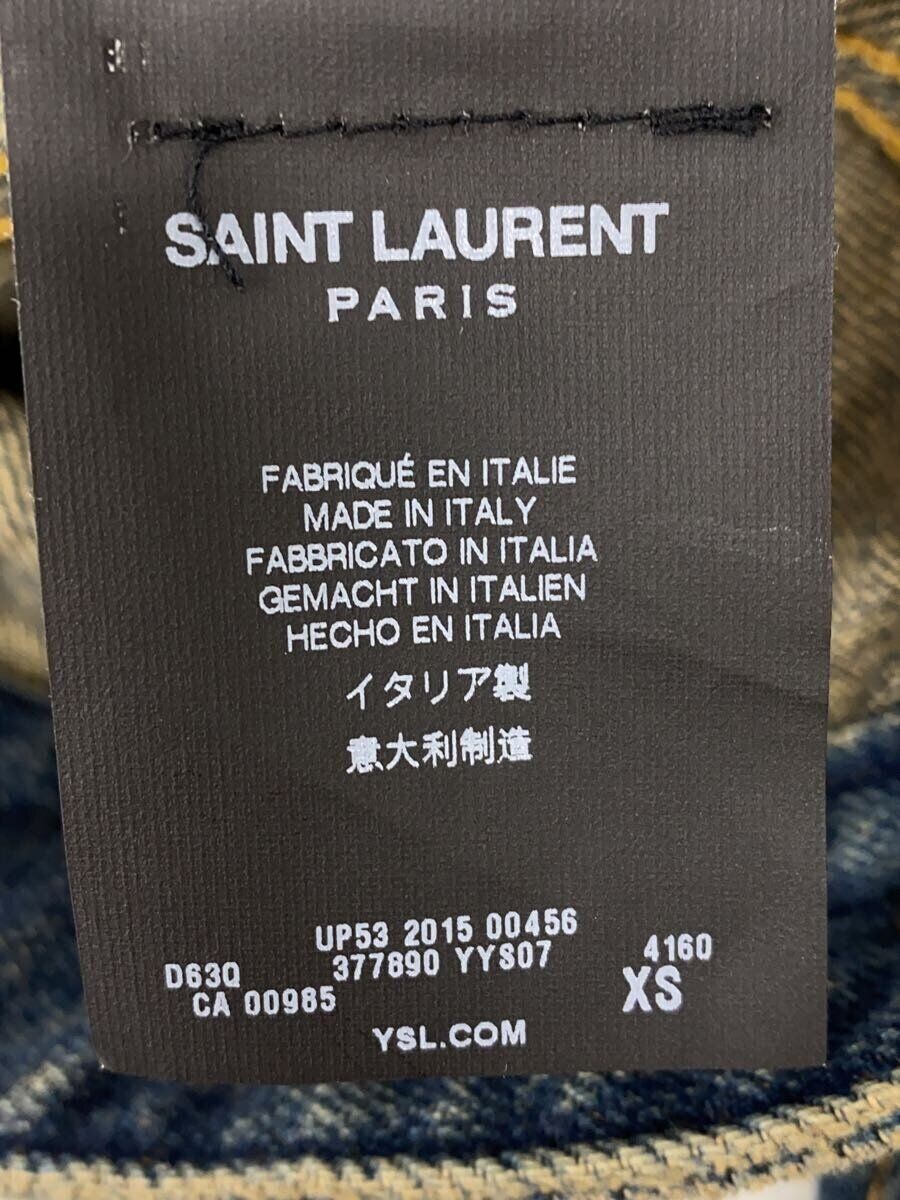 SAINT LAURENT
PARIS
FABRIQUÉ EN ITALIE
MADE IN ITALY
FABBRICATO IN ITALIA
GEMACHT IN ITALIEN
HECHO EN ITALIA
イタリア製
意大利制造
UP53 2015 00456
D63Q 377890 YYS07 4160
CA 00985 XS
YSL.COM